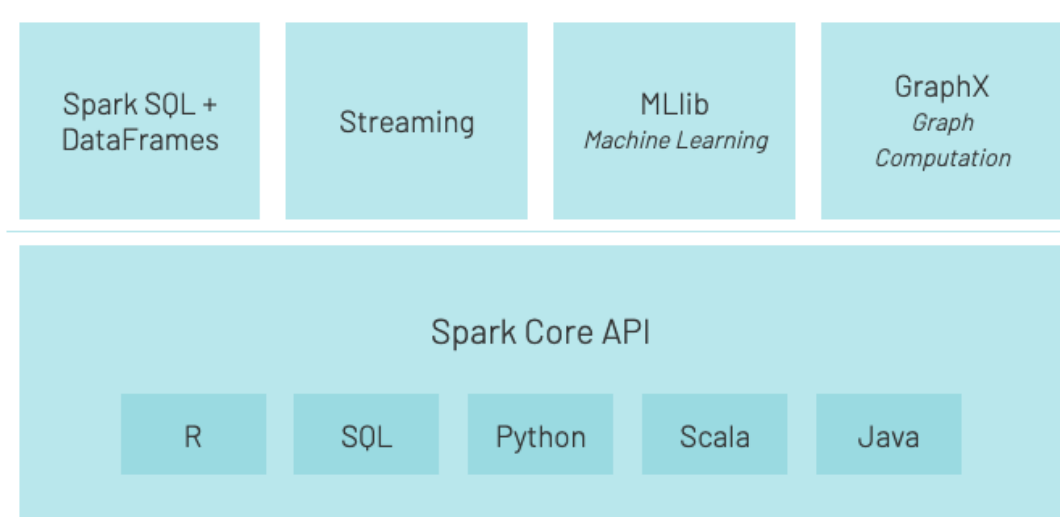 Spark SQL +
DataFrames
Streaming
MLlib
Machine Learning
GraphX
Graph
Computation
Spark Core API
R
SQL
Python
Scala
Java